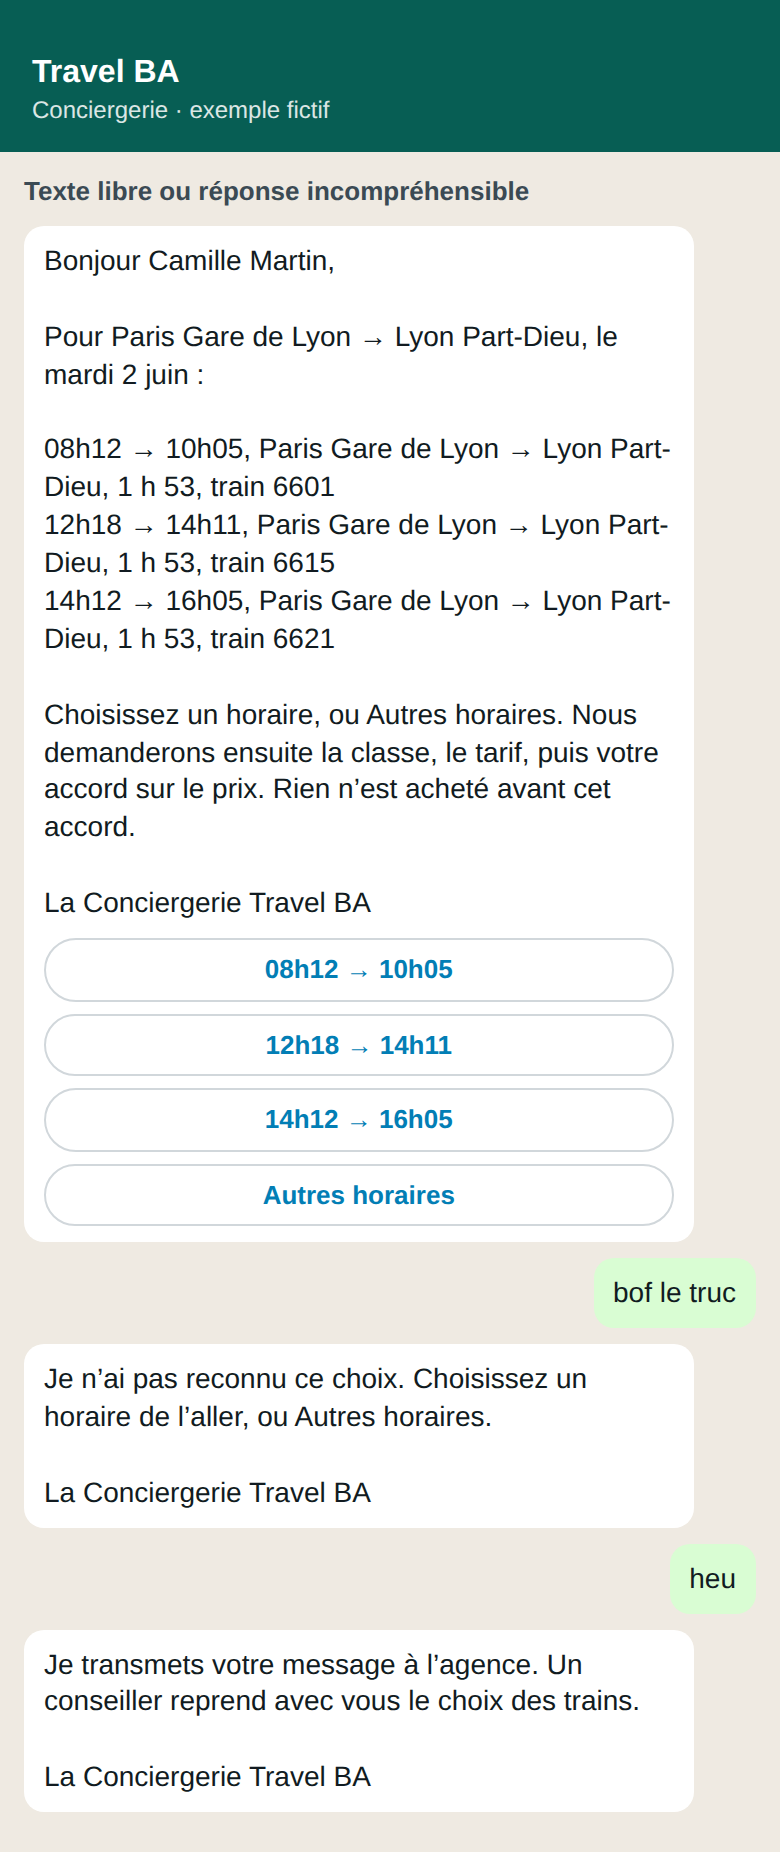 Travel BA
Conciergerie · exemple fictif
Texte libre ou réponse incompréhensible
Bonjour Camille Martin,
Pour Paris Gare de Lyon → Lyon Part-Dieu, le
mardi 2 juin :
08h12 → 10h05, Paris Gare de Lyon → Lyon Part-
Dieu, 1 h 53, train 6601
12h18 → 14h11, Paris Gare de Lyon → Lyon Part-
Dieu, 1 h 53, train 6615
14h12 → 16h05, Paris Gare de Lyon → Lyon Part-
Dieu, 1 h 53, train 6621
Choisissez un horaire, ou Autres horaires. Nous
demanderons ensuite la classe, le tarif, puis votre
accord sur le prix. Rien n’est acheté avant cet
accord.
La Conciergerie Travel BA
08h12 → 10h05
12h18 → 14h11
14h12 → 16h05
Autres horaires
bof le truc
Je n’ai pas reconnu ce choix. Choisissez un
horaire de l’aller, ou Autres horaires.
La Conciergerie Travel BA
heu
Je transmets votre message à l’agence. Un
conseiller reprend avec vous le choix des trains.
La Conciergerie Travel BA